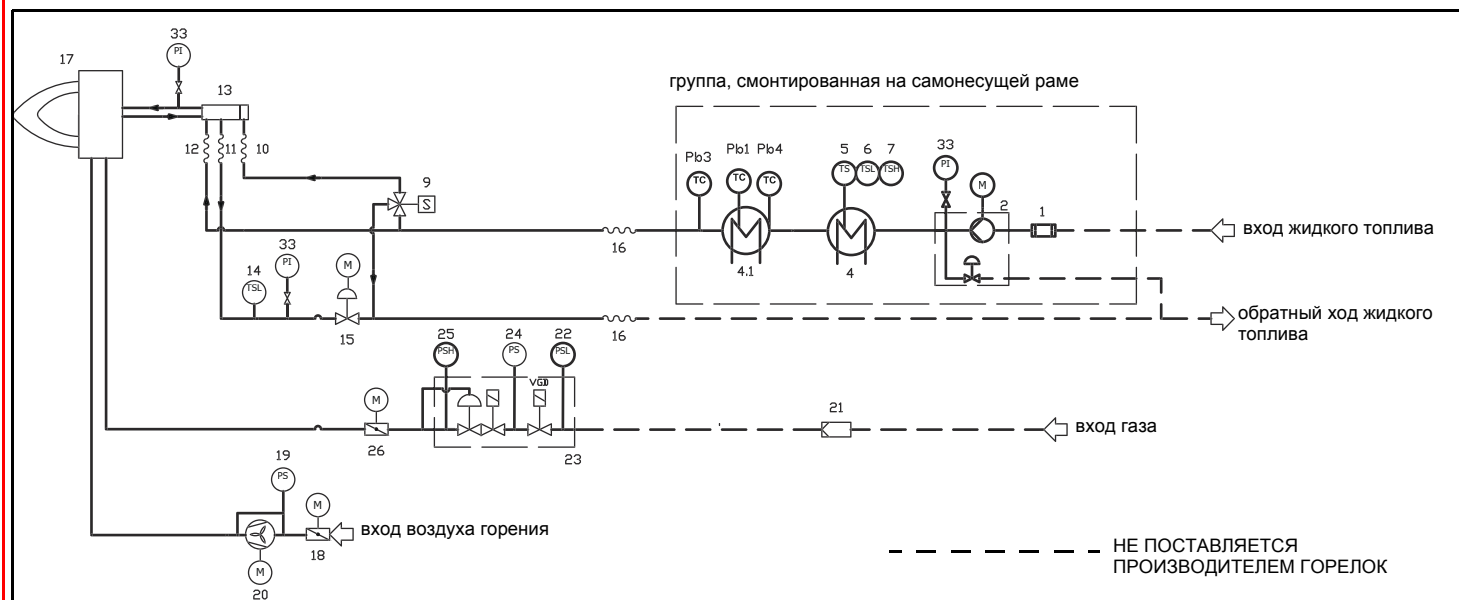 33
17
PI
13
группа, смонтированная на самонесущей раме
12
11
10
Pb3
Pb1
Pb4
5
6
7
33
TC
TC
TC
TS
TSL
TSH
PI
M
9
S
2
1
вход жидкого топлива
16
4.1
4
33
14
M
PI
TSL
обратный ход жидкого
топлива
15
16
25
24
22
PSH
PS
PSL
VGD
M
21
вход газа
26
23
19
PS
M
вход воздуха горения
18
M
20
НЕ ПОСТАВЛЯЕТСЯ
ПРОИЗВОДИТЕЛЕМ ГОРЕЛОК